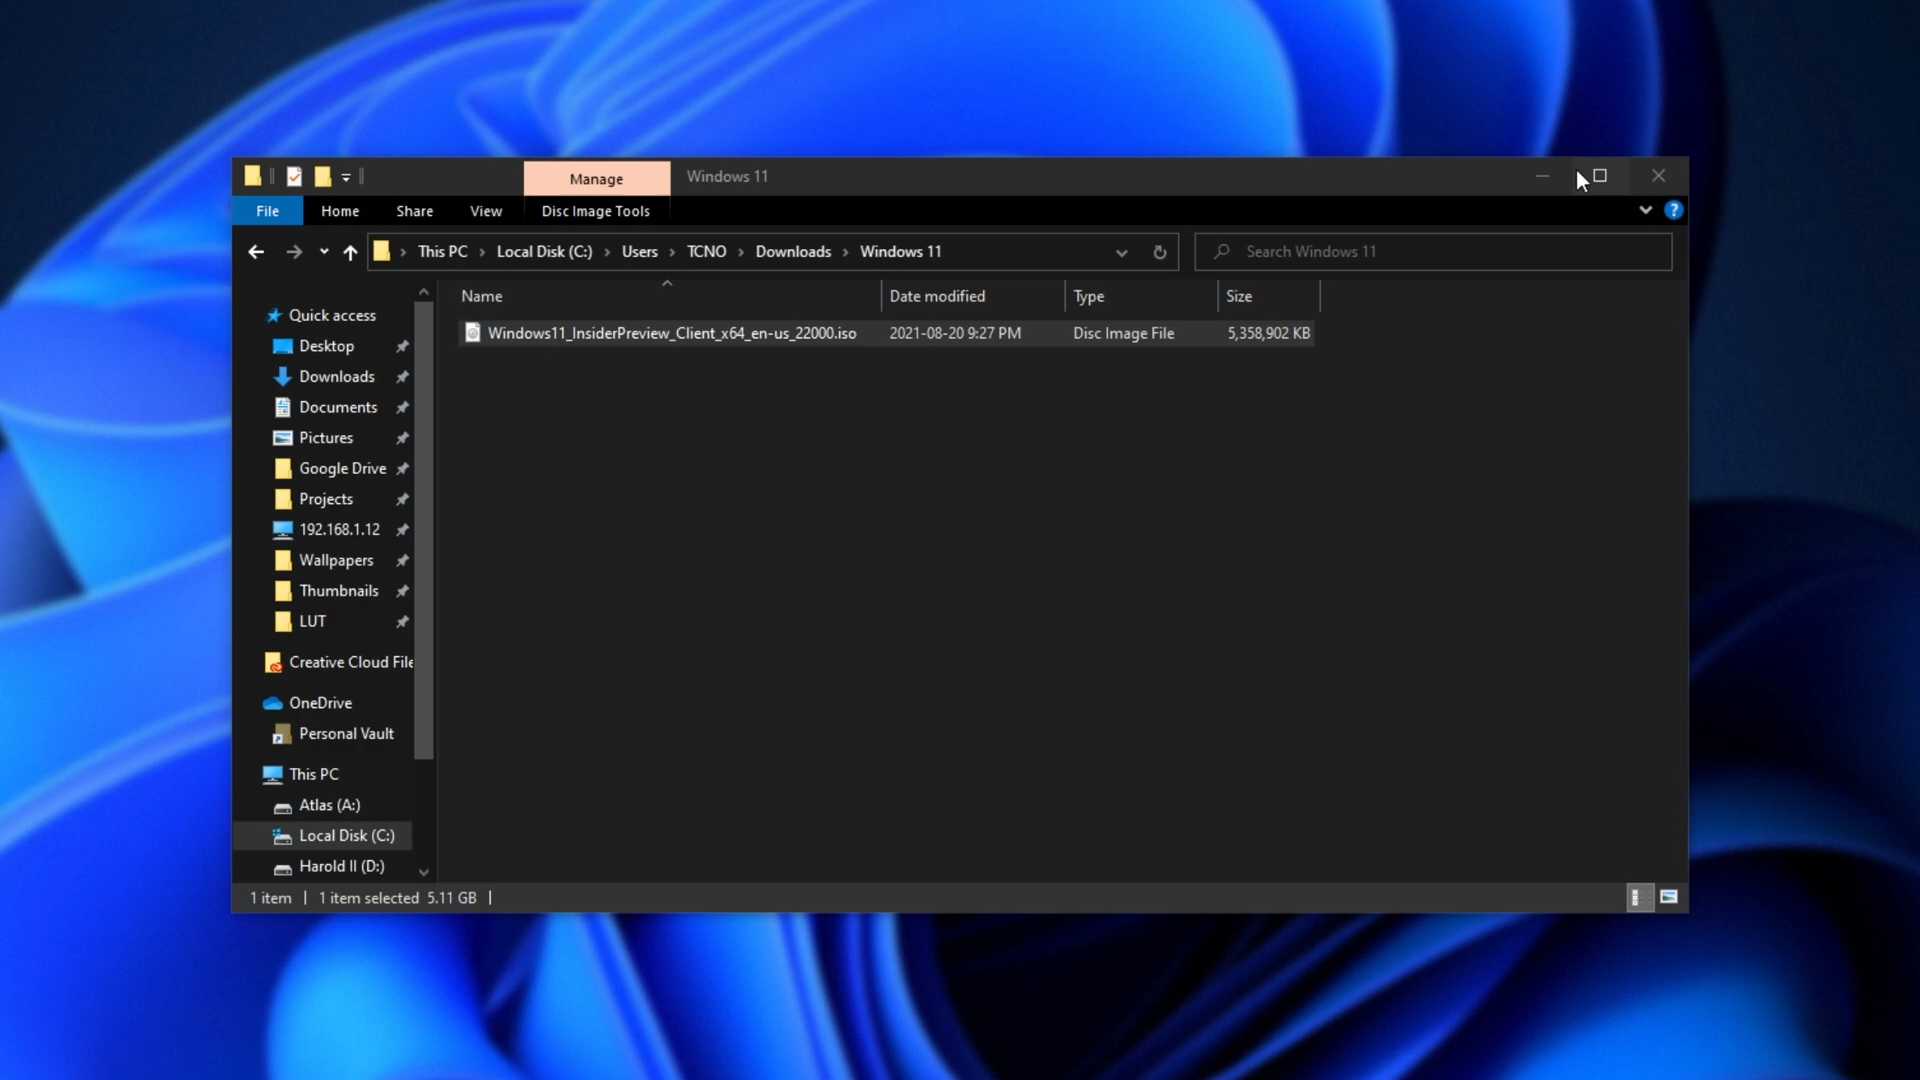 Manage
Windows 11
File
Home
Share
View
Disc Image Tools
?
This PC
Local Disk (C:)
Users
TCNO
Downloads
Windows 11
Search Windows 11
Name
Date modified
Type
Size
Windows11_InsiderPreview_Client_x64_en-us_22000.iso
2021-08-20 9:27 PM
Disc Image File
5,358,902 KB
Quick access
Desktop
Downloads
Documents
Pictures
Google Drive
Projects
192.168.1.12
Wallpapers
Thumbnails
LUT
Creative Cloud File
OneDrive
Personal Vault
This PC
Atlas (A:)
Local Disk (C:)
Harold II (D:)
1 item
1 item selected 5.11 GB